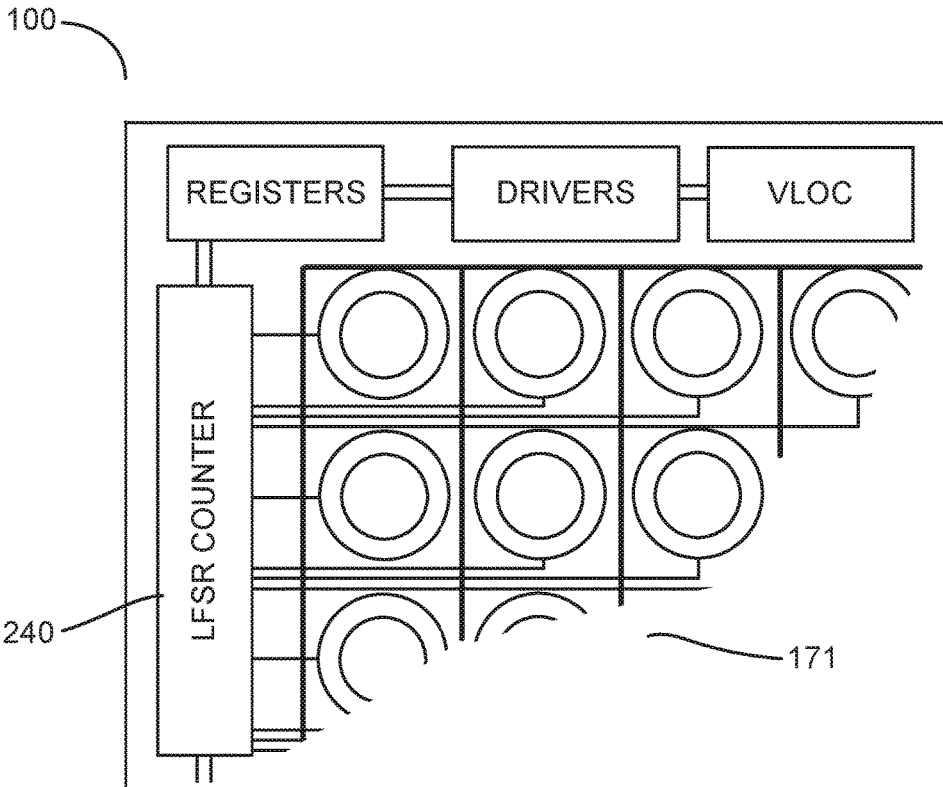 100
REGISTERS
DRIVERS
VLOC
LFSR COUNTER
240
171